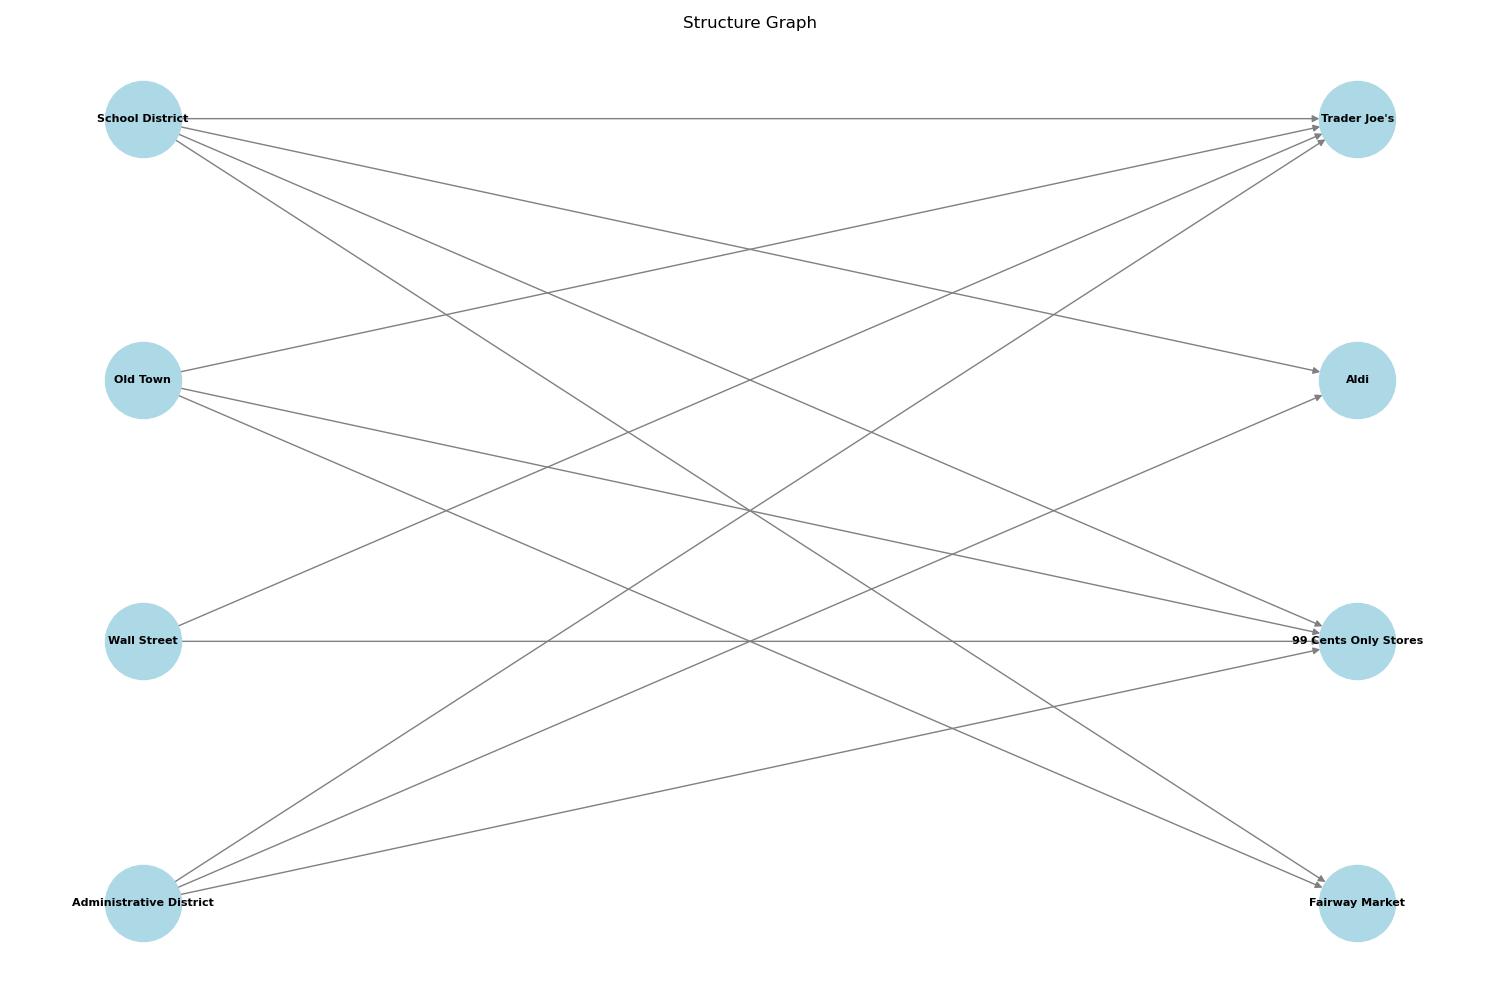 Structure Graph
School District
Trader Joe's
Old Town
Aldi
Wall Street
99 Cents Only Stores
Administrative District
Fairway Market